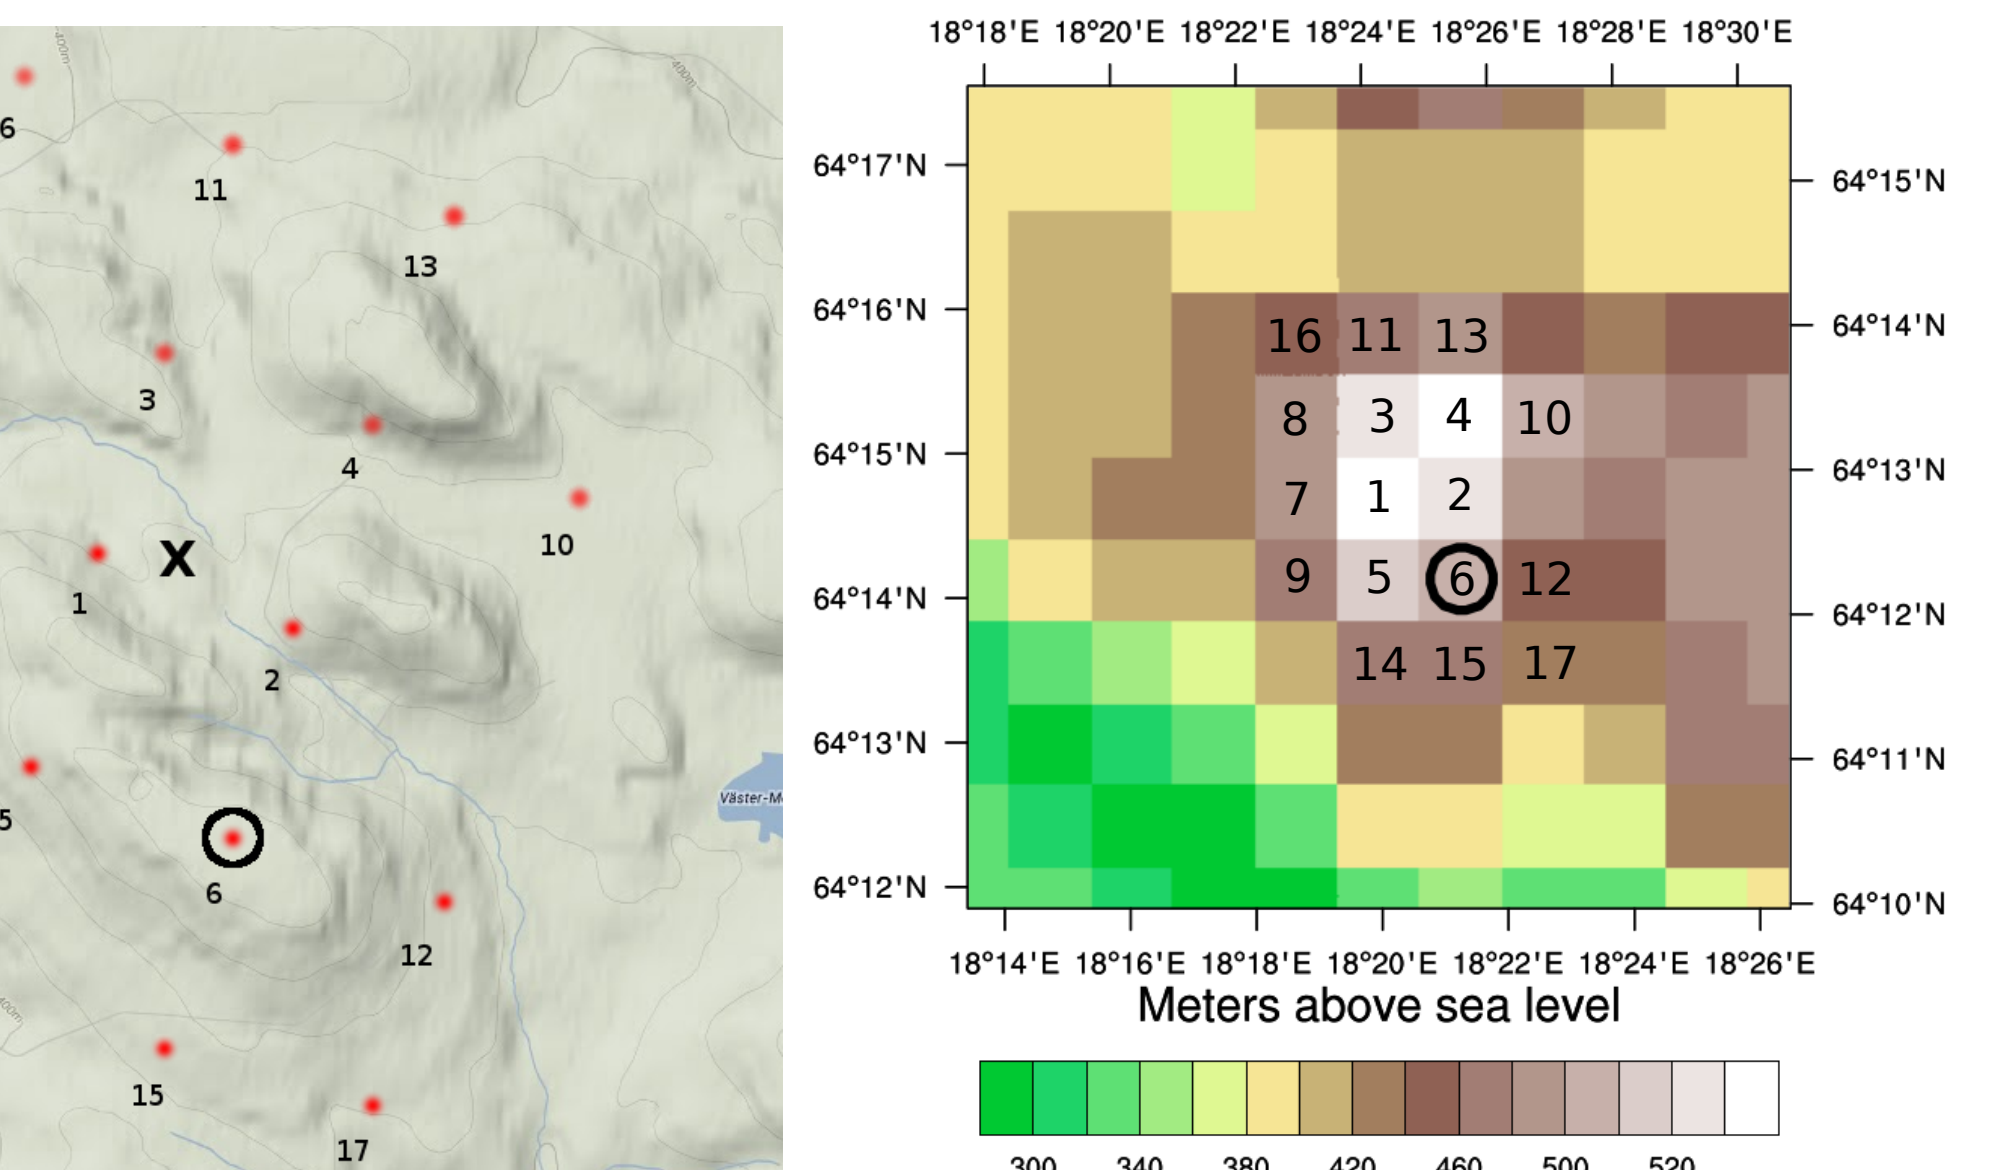 400m
400m
6
11
13
3
4
10
X
1
2
Väster-M
5
6
12
400m
15
17
18°18'E 18°20'E 18°22'E 18°24'E 18°26'E 18°28'E 18°30'E
64°17'N
64°16'N
64°15'N
64°14'N
64°13'N
64°12'N
64°15'N
64°14'N
64°13'N
64°12'N
64°11'N
64°10'N
16 11 13
8 3 4 10
7 1 2
9 5 6 12
14 15 17
18°14'E 18°16'E 18°18'E 18°20'E 18°22'E 18°24'E 18°26'E
Meters above sea level
300 340 380 420 460 500 520